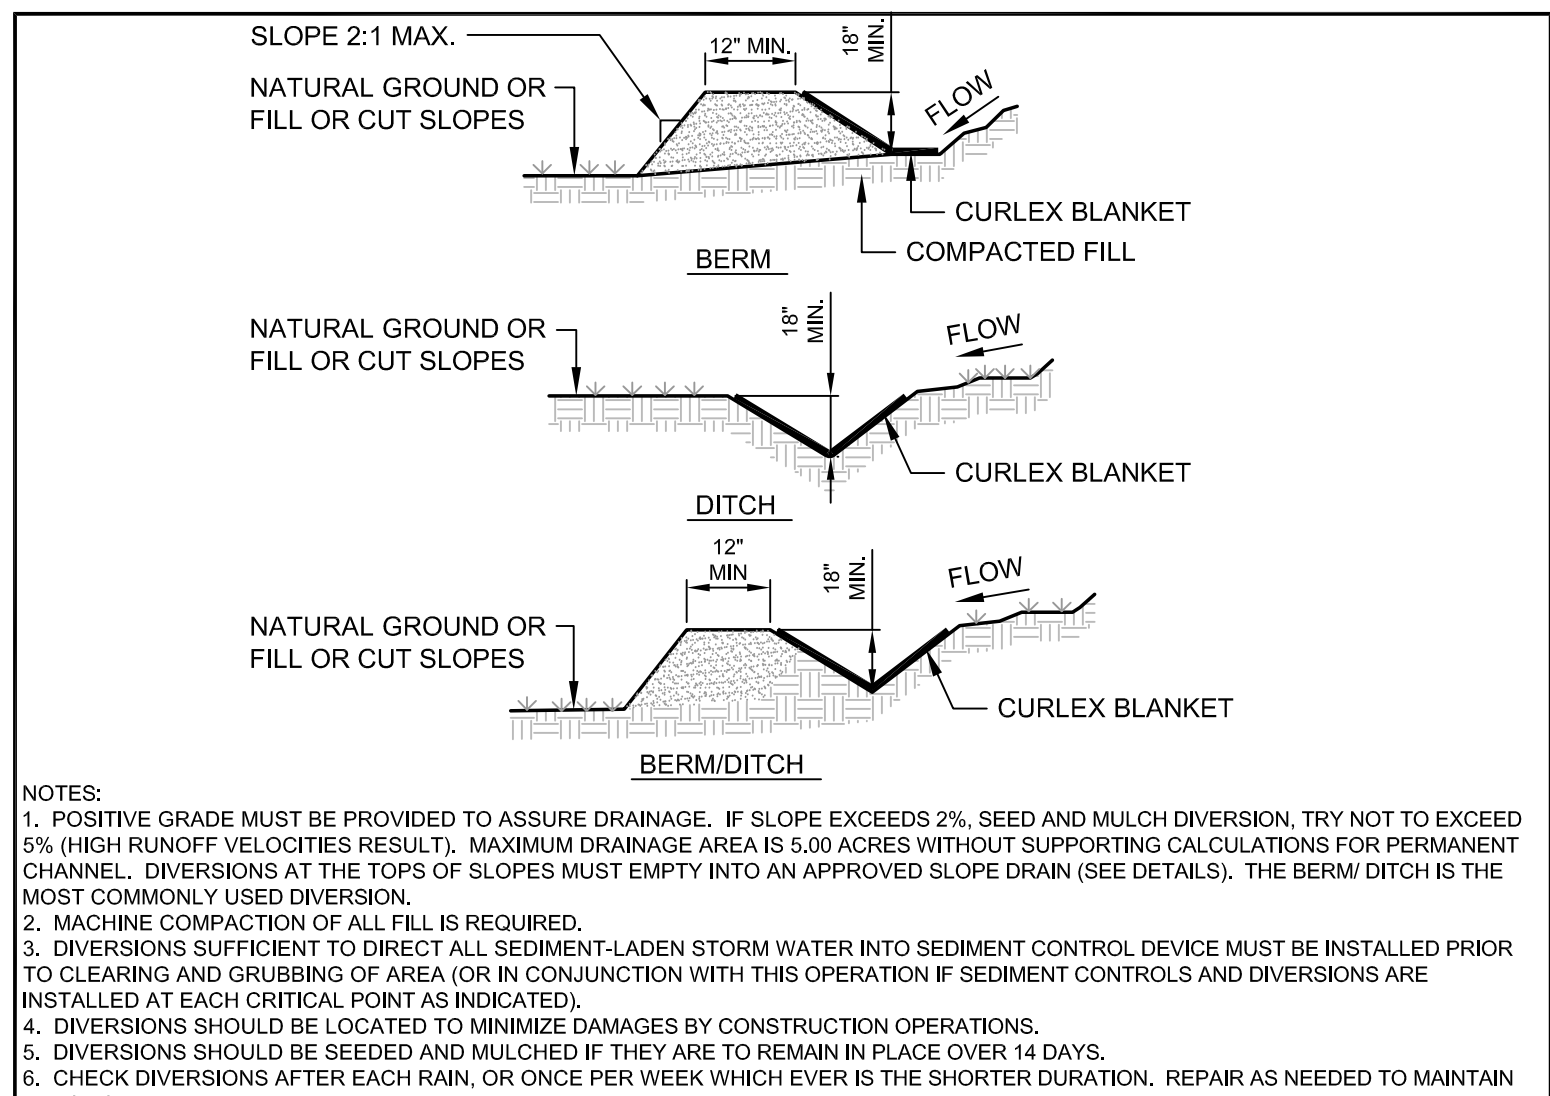 SLOPE 2:1 MAX.
12" MIN.
18"
MIN.
NATURAL GROUND OR
FILL OR CUT SLOPES
FLOW
CURLEX BLANKET
COMPACTED FILL
BERM
18"
MIN.
NATURAL GROUND OR
FILL OR CUT SLOPES
FLOW
CURLEX BLANKET
DITCH
12"
MIN
18"
MIN.
FLOW
NATURAL GROUND OR
FILL OR CUT SLOPES
CURLEX BLANKET
BERM/DITCH
NOTES:
1. POSITIVE GRADE MUST BE PROVIDED TO ASSURE DRAINAGE. IF SLOPE EXCEEDS 2%, SEED AND MULCH DIVERSION, TRY NOT TO EXCEED
5% (HIGH RUNOFF VELOCITIES RESULT). MAXIMUM DRAINAGE AREA IS 5.00 ACRES WITHOUT SUPPORTING CALCULATIONS FOR PERMANENT
CHANNEL. DIVERSIONS AT THE TOPS OF SLOPES MUST EMPTY INTO AN APPROVED SLOPE DRAIN (SEE DETAILS). THE BERM/ DITCH IS THE
MOST COMMONLY USED DIVERSION.
2. MACHINE COMPACTION OF ALL FILL IS REQUIRED.
3. DIVERSIONS SUFFICIENT TO DIRECT ALL SEDIMENT-LADEN STORM WATER INTO SEDIMENT CONTROL DEVICE MUST BE INSTALLED PRIOR
TO CLEARING AND GRUBBING OF AREA (OR IN CONJUNCTION WITH THIS OPERATION IF SEDIMENT CONTROLS AND DIVERSIONS ARE
INSTALLED AT EACH CRITICAL POINT AS INDICATED).
4. DIVERSIONS SHOULD BE LOCATED TO MINIMIZE DAMAGES BY CONSTRUCTION OPERATIONS.
5. DIVERSIONS SHOULD BE SEEDED AND MULCHED IF THEY ARE TO REMAIN IN PLACE OVER 14 DAYS.
6. CHECK DIVERSIONS AFTER EACH RAIN, OR ONCE PER WEEK WHICH EVER IS THE SHORTER DURATION. REPAIR AS NEEDED TO MAINTAIN